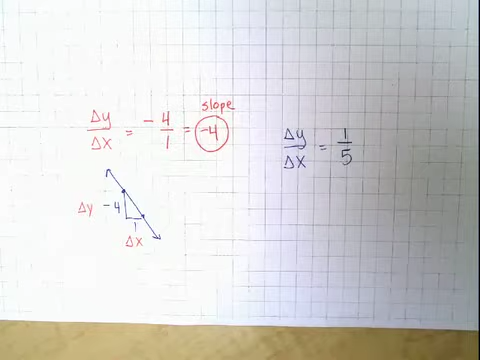 slope
Δy/Δx = -4/1 = -4
Δy -4
1
Δx
Δy/Δx = 1/5